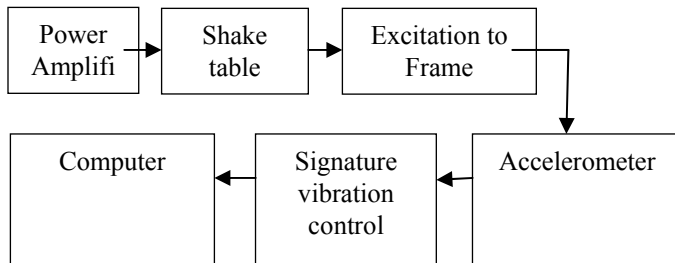 Power
Amplifi
Shake
table
Excitation to
Frame
Computer
Signature
vibration
control
Accelerometer